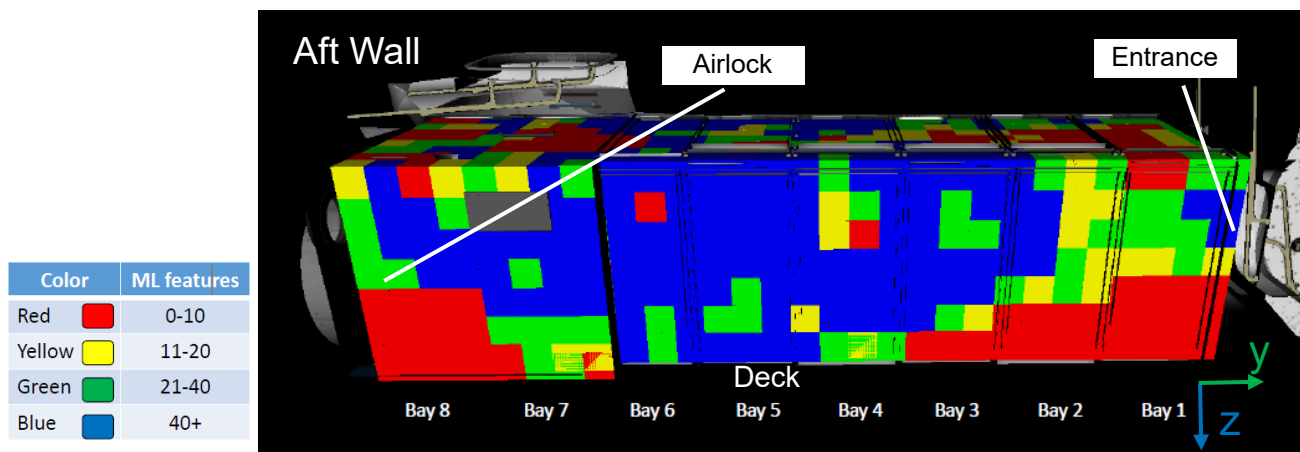 Aft Wall
Airlock
Entrance
Color ML features
Red 0-10
Yellow 11-20
Green 21-40
Blue 40+
Deck
y
z
Bay 8 Bay 7 Bay 6 Bay 5 Bay 4 Bay 3 Bay 2 Bay 1